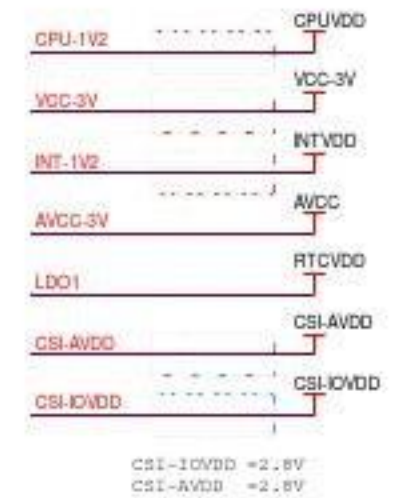 CPUVDD
CPU-1V2
VCC-3V
VCC-3V
INTVDD
INT-1V2
AVCC
AVCC-3V
RTCVDD
LDO1
CSI-AVDD
CSI-AVDD
CSI-IOVDD
CSI-IOVDD
CSI-IOVDD =2.8V
CSI-AVDD =2.8V